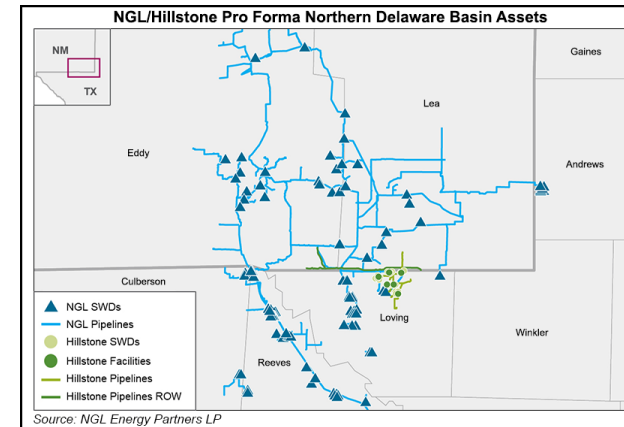 NGL/Hillstone Pro Forma Northern Delaware Basin Assets
NM
TX
Gaines
Lea
Eddy
Andrews
Culberson
Loving
Winkler
Reeves
NGL SWDs
NGL Pipelines
Hillstone SWDs
Hillstone Facilities
Hillstone Pipelines
Hillstone Pipelines ROW
Source: NGL Energy Partners LP